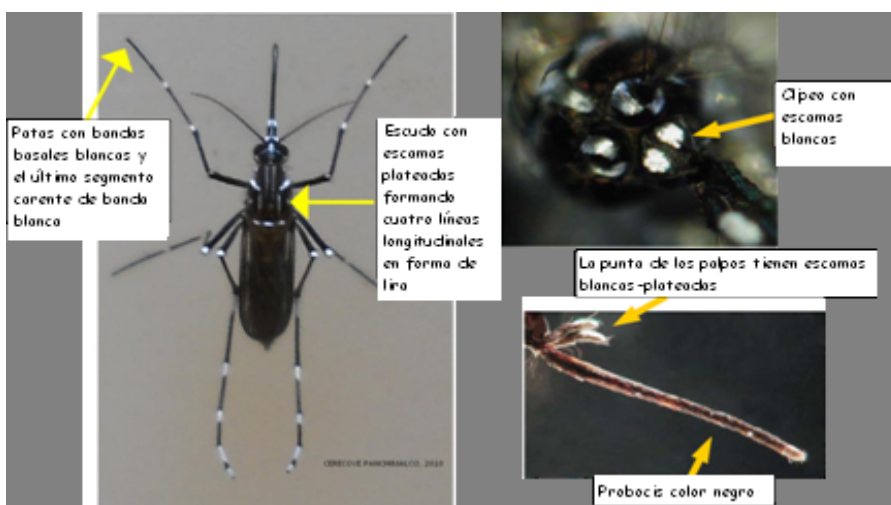 Patas con bandas
basales blancas y
el último segmento
carente de banda
blanca
Escudo con
escamas
plateadas
formando
cuatro líneas
longitudinales
en forma de
lira
Clipeo con
escamas
blancas
La punta de los palpos tienen escamas
blancas-plateadas
Probocis color negro
CERECOVE PANCHIMALCO, 2010